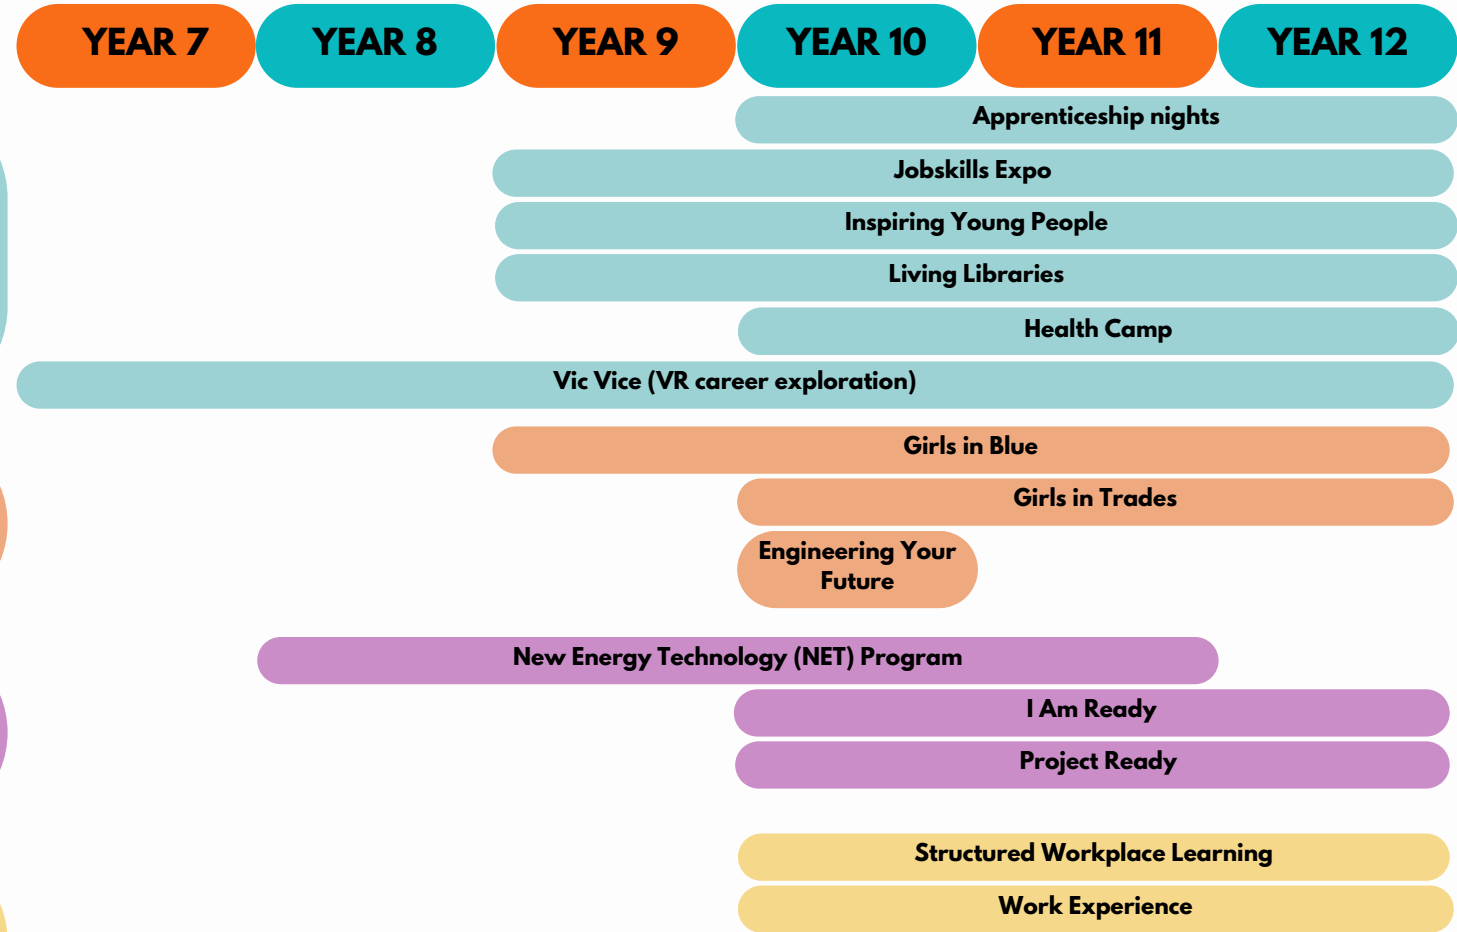 YEAR 7 YEAR 8 YEAR 9 YEAR 10 YEAR 11 YEAR 12
Apprenticeship nights
Jobskills Expo
Inspiring Young People
Living Libraries
Health Camp
Vic Vice (VR career exploration)
Girls in Blue
Girls in Trades
Engineering Your
Future
New Energy Technology (NET) Program
I Am Ready
Project Ready
Structured Workplace Learning
Work Experience